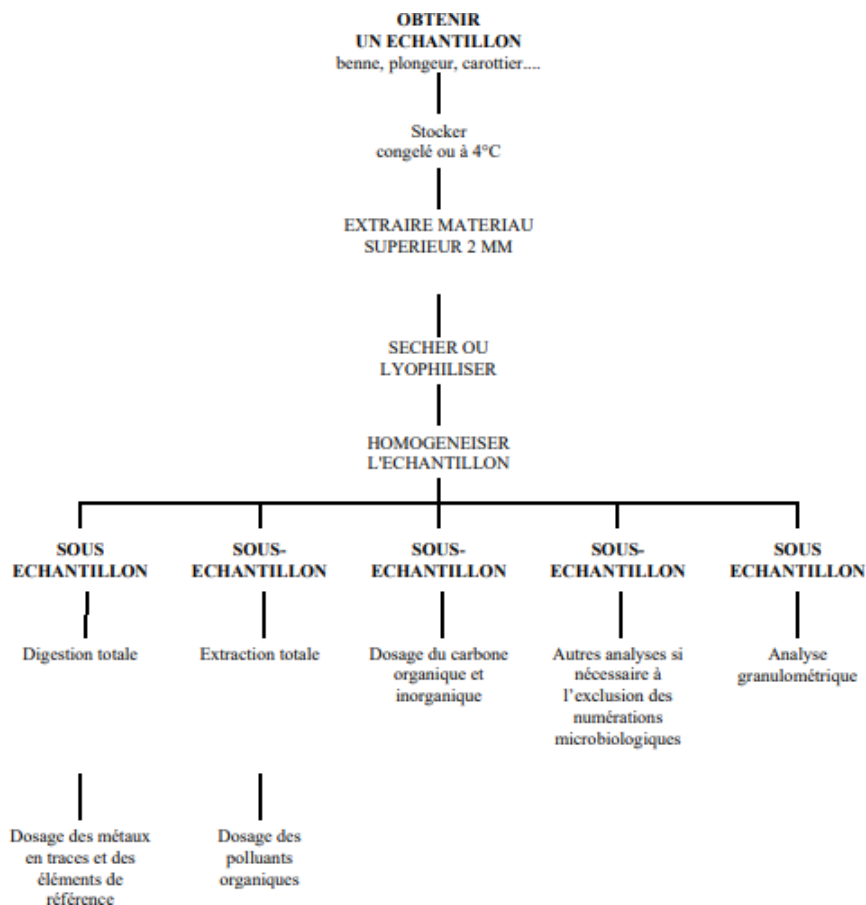 OBTENIR
UN ECHANTILLON
benne, plongeur, carottier....
Stocker
congelé ou à 4°C
EXTRAIRE MATERIAU
SUPERIEUR 2 MM
SECHER OU
LYOPHILISER
HOMOGENEISER
L'ECHANTILLON
SOUS
ECHANTILLON
SOUS-
ECHANTILLON
SOUS-
ECHANTILLON
SOUS-
ECHANTILLON
SOUS
ECHANTILLON
Digestion totale
Extraction totale
Dosage du carbone
organique et
inorganique
Autres analyses si
nécessaire à
l’exclusion des
numérations
microbiologiques
Analyse
granulométrique
Dosage des métaux
en traces et des
éléments de
référence
Dosage des
polluants
organiques